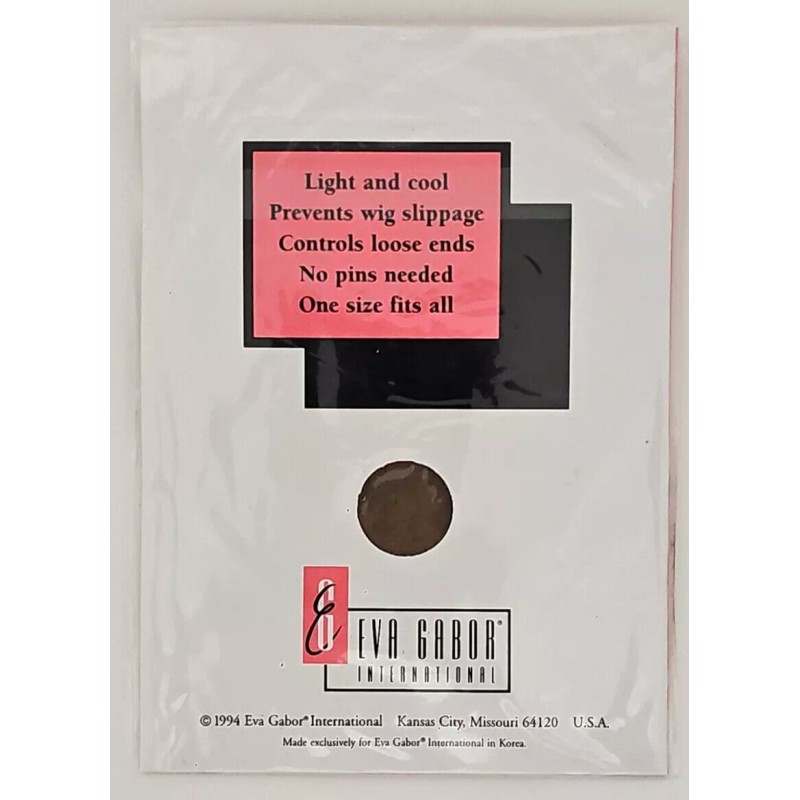 Light and cool
Prevents wig slippage
Controls loose ends
No pins needed
One size fits all
EG
EVA GABOR®
INTERNATIONAL
© 1994 Eva Gabor® International Kansas City, Missouri 64120 U.S.A.
Made exclusively for Eva Gabor® International in Korea.